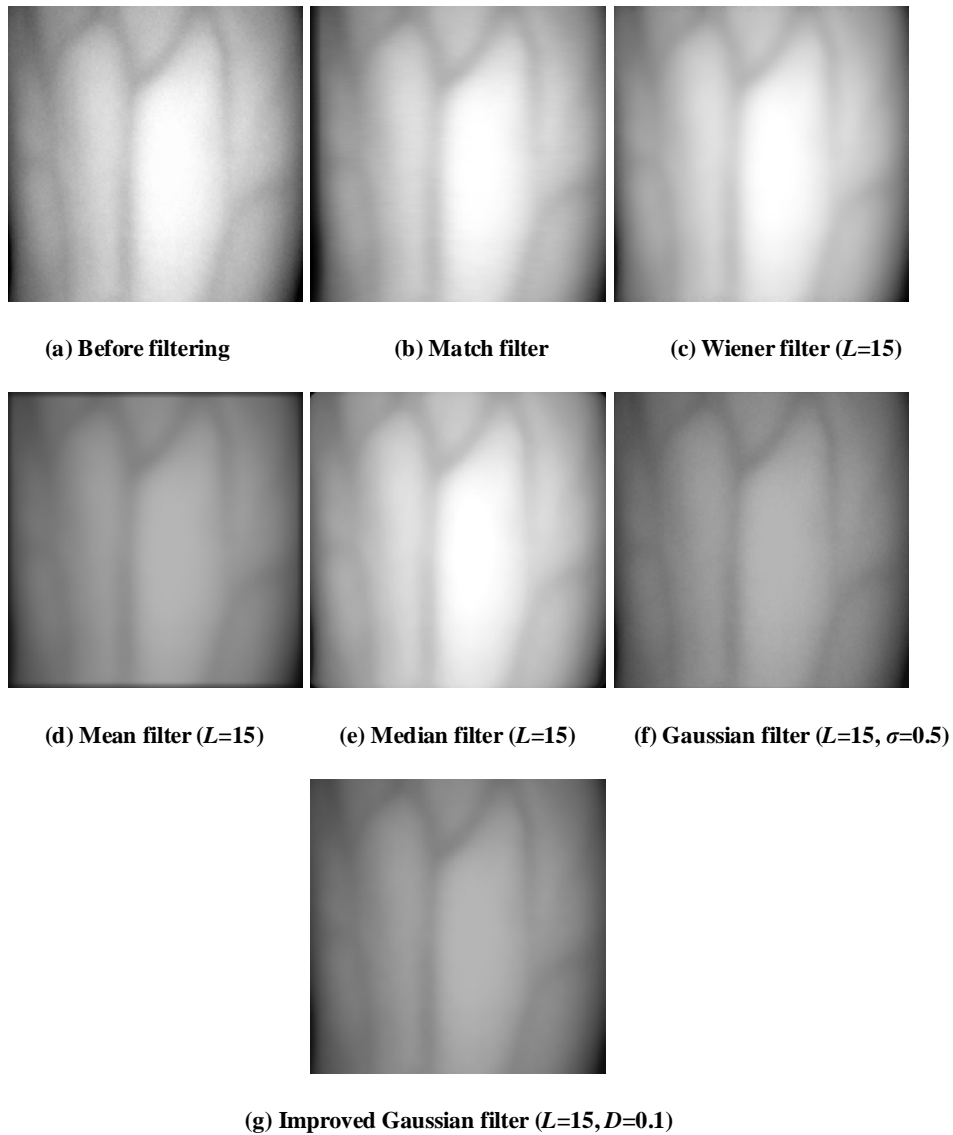 (a) Before filtering
(b) Match filter
(c) Wiener filter (L=15)
(d) Mean filter (L=15)
(e) Median filter (L=15)
(f) Gaussian filter (L=15, σ=0.5)
(g) Improved Gaussian filter (L=15, D=0.1)